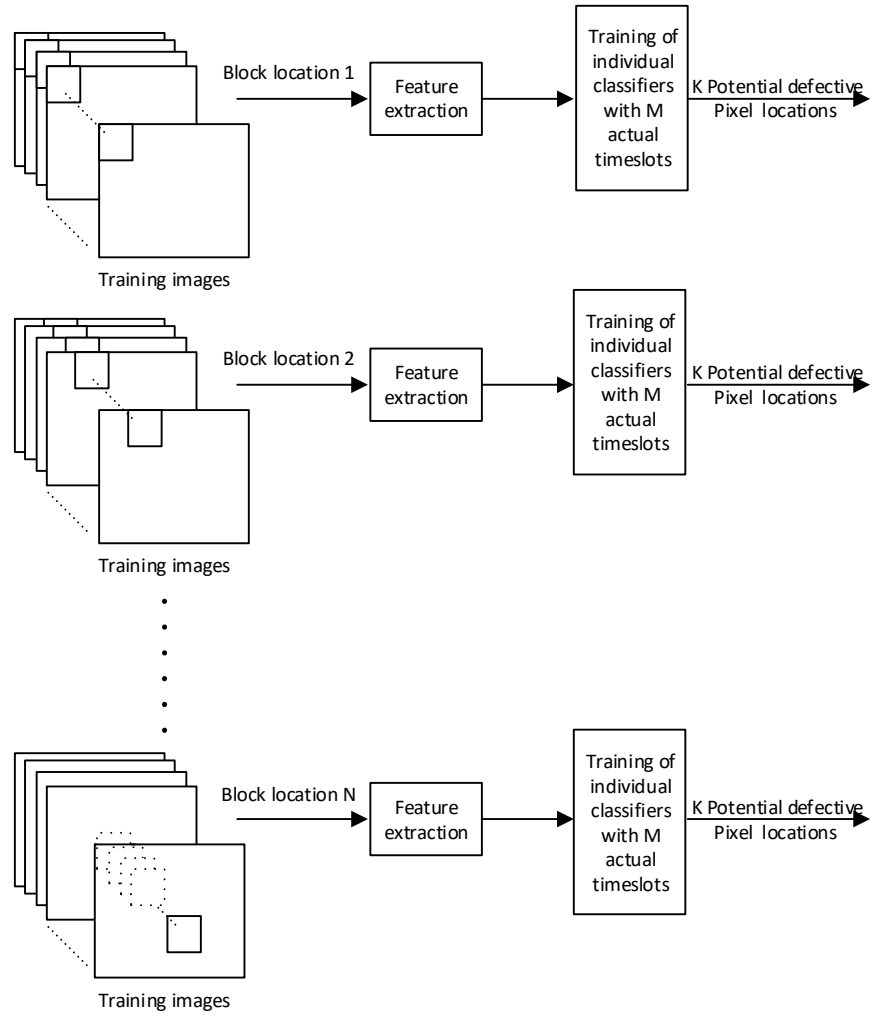 Block location 1
Feature
extraction
Training of
individual
classifiers
with M
actual
timeslots
K Potential defective
Pixel locations
Training images
Block location 2
Feature
extraction
Training of
individual
classifiers
with M
actual
timeslots
K Potential defective
Pixel locations
Training images
Block location N
Feature
extraction
Training of
individual
classifiers
with M
actual
timeslots
K Potential defective
Pixel locations
Training images